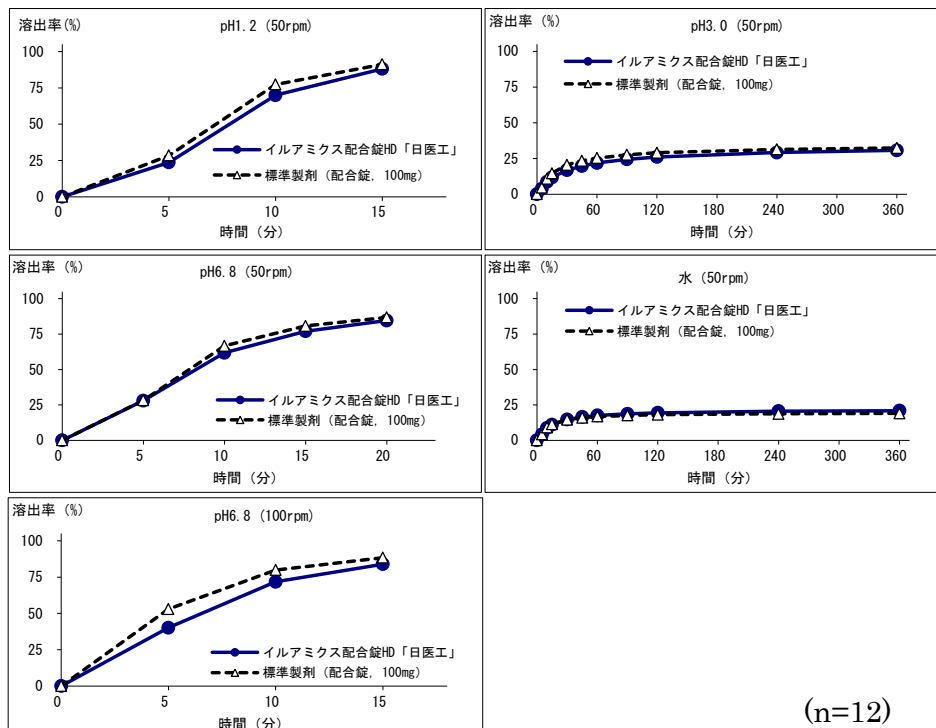 溶出率(%)
pH1.2 (50rpm)
100
75
50
25
0
イルアミクス配合錠HD「日医工」
標準製剤(配合錠, 100mg)
0 5 10 15
時間(分)
溶出率 (%)
pH3.0 (50rpm)
100
75
50
25
0
イルアミクス配合錠HD「日医工」
標準製剤(配合錠, 100mg)
0 60 120 180 240 300 360
時間(分)
溶出率 (%)
pH6.8 (50rpm)
100
75
50
25
0
イルアミクス配合錠HD「日医工」
標準製剤(配合錠, 100mg)
0 5 10 15 20
時間(分)
溶出率 (%)
水 (50rpm)
100
75
50
25
0
イルアミクス配合錠HD「日医工」
標準製剤(配合錠, 100mg)
0 60 120 180 240 300 360
時間(分)
溶出率 (%)
pH6.8 (100rpm)
100
75
50
25
0
イルアミクス配合錠HD「日医工」
標準製剤(配合錠, 100mg)
0 5 10 15
時間(分)
(n=12)